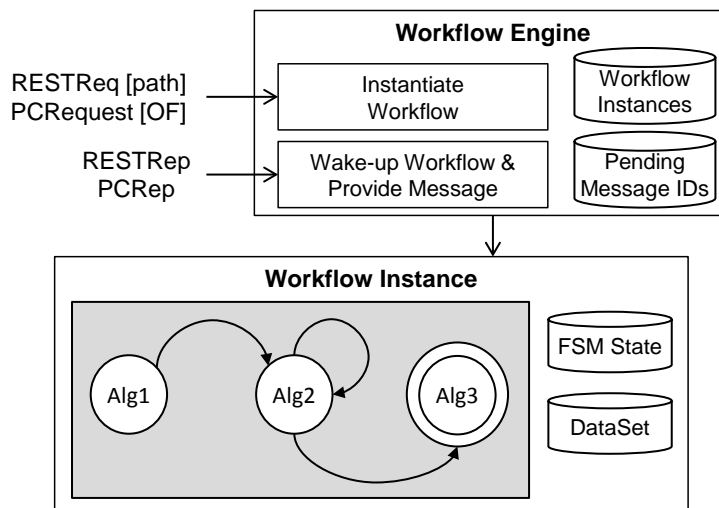 Workflow Engine
RESTReq [path]
PCRequest [OF]
Instantiate
Workflow
Workflow
Instances
RESTRep
PCRep
Wake-up Workflow &
Provide Message
Pending
Message IDs
Workflow Instance
Alg1
Alg2
Alg3
FSM State
DataSet